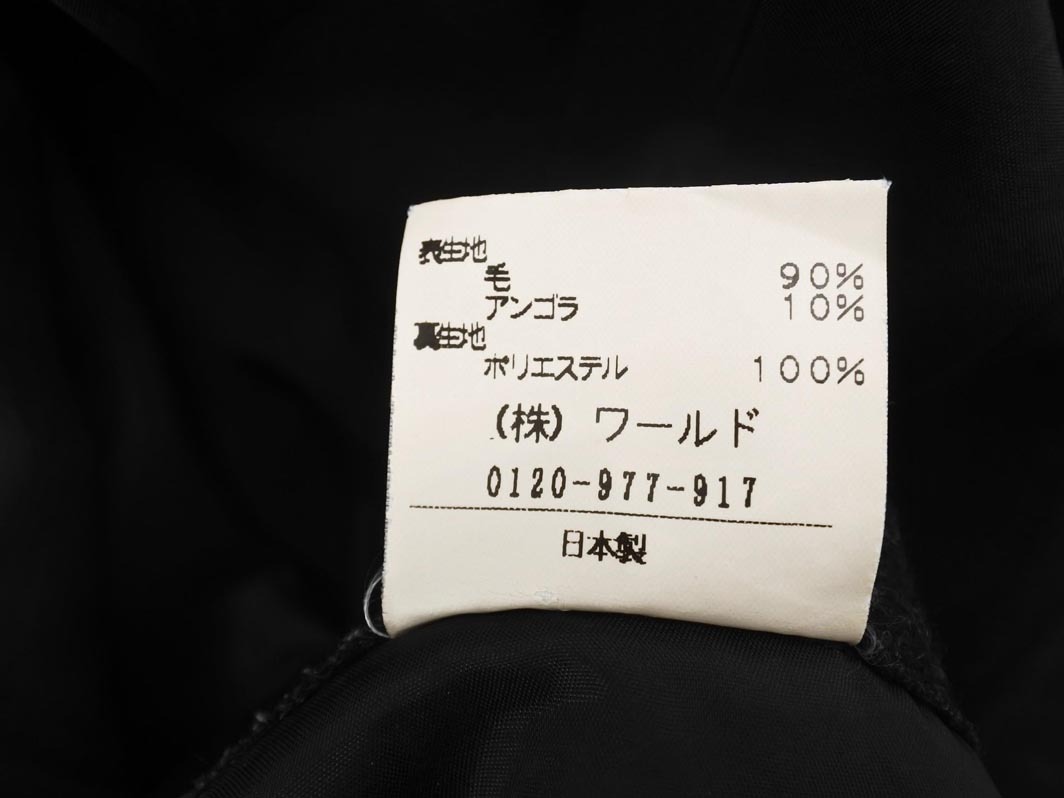 表生地
毛 90%
アンゴラ 10%
裏生地
ポリエステル 100%
(株) ワールド
0120-977-917
日本製